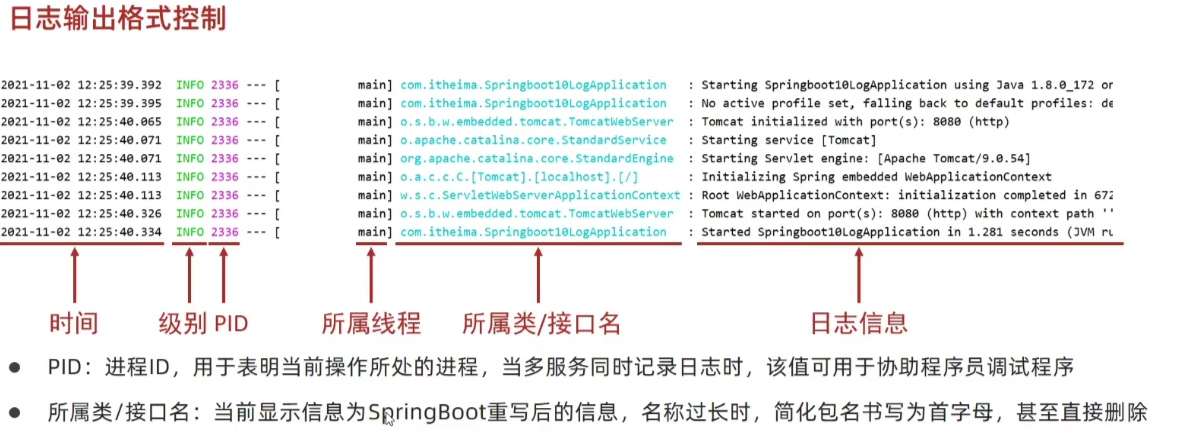 日志输出格式控制
2021-11-02 12:25:39.392 INFO 2336 --- [ main] com.itheima.Springboot10LogApplication : Starting Springboot10LogApplication using Java 1.8.0_172 on
2021-11-02 12:25:39.395 INFO 2336 --- [ main] com.itheima.Springboot10LogApplication : No active profile set, falling back to default profiles: de
2021-11-02 12:25:40.065 INFO 2336 --- [ main] o.s.b.w.embedded.tomcat.TomcatWebServer : Tomcat initialized with port(s): 8080 (http)
2021-11-02 12:25:40.071 INFO 2336 --- [ main] o.apache.catalina.core.StandardService : Starting service [Tomcat]
2021-11-02 12:25:40.071 INFO 2336 --- [ main] org.apache.catalina.core.StandardEngine : Starting Servlet engine: [Apache Tomcat/9.0.54]
2021-11-02 12:25:40.113 INFO 2336 --- [ main] o.a.c.c.C.[Tomcat].[localhost].[/] : Initializing Spring embedded WebApplicationContext
2021-11-02 12:25:40.113 INFO 2336 --- [ main] w.s.c.ServletWebServerApplicationContext : Root WebApplicationContext: initialization completed in 672
2021-11-02 12:25:40.326 INFO 2336 --- [ main] o.s.b.w.embedded.tomcat.TomcatWebServer : Tomcat started on port(s): 8080 (http) with context path ''
2021-11-02 12:25:40.334 INFO 2336 --- [ main] com.itheima.Springboot10LogApplication : Started Springboot10LogApplication in 1.281 seconds (JVM ru
时间 级别 PID 所属线程 所属类/接口名 日志信息
● PID：进程ID，用于表明当前操作所处的进程，当多服务同时记录日志时，该值可用于协助程序员调试程序
● 所属类/接口名：当前显示信息为SpringBoot重写后的信息，名称过长时，简化包名书写为首字母，甚至直接删除